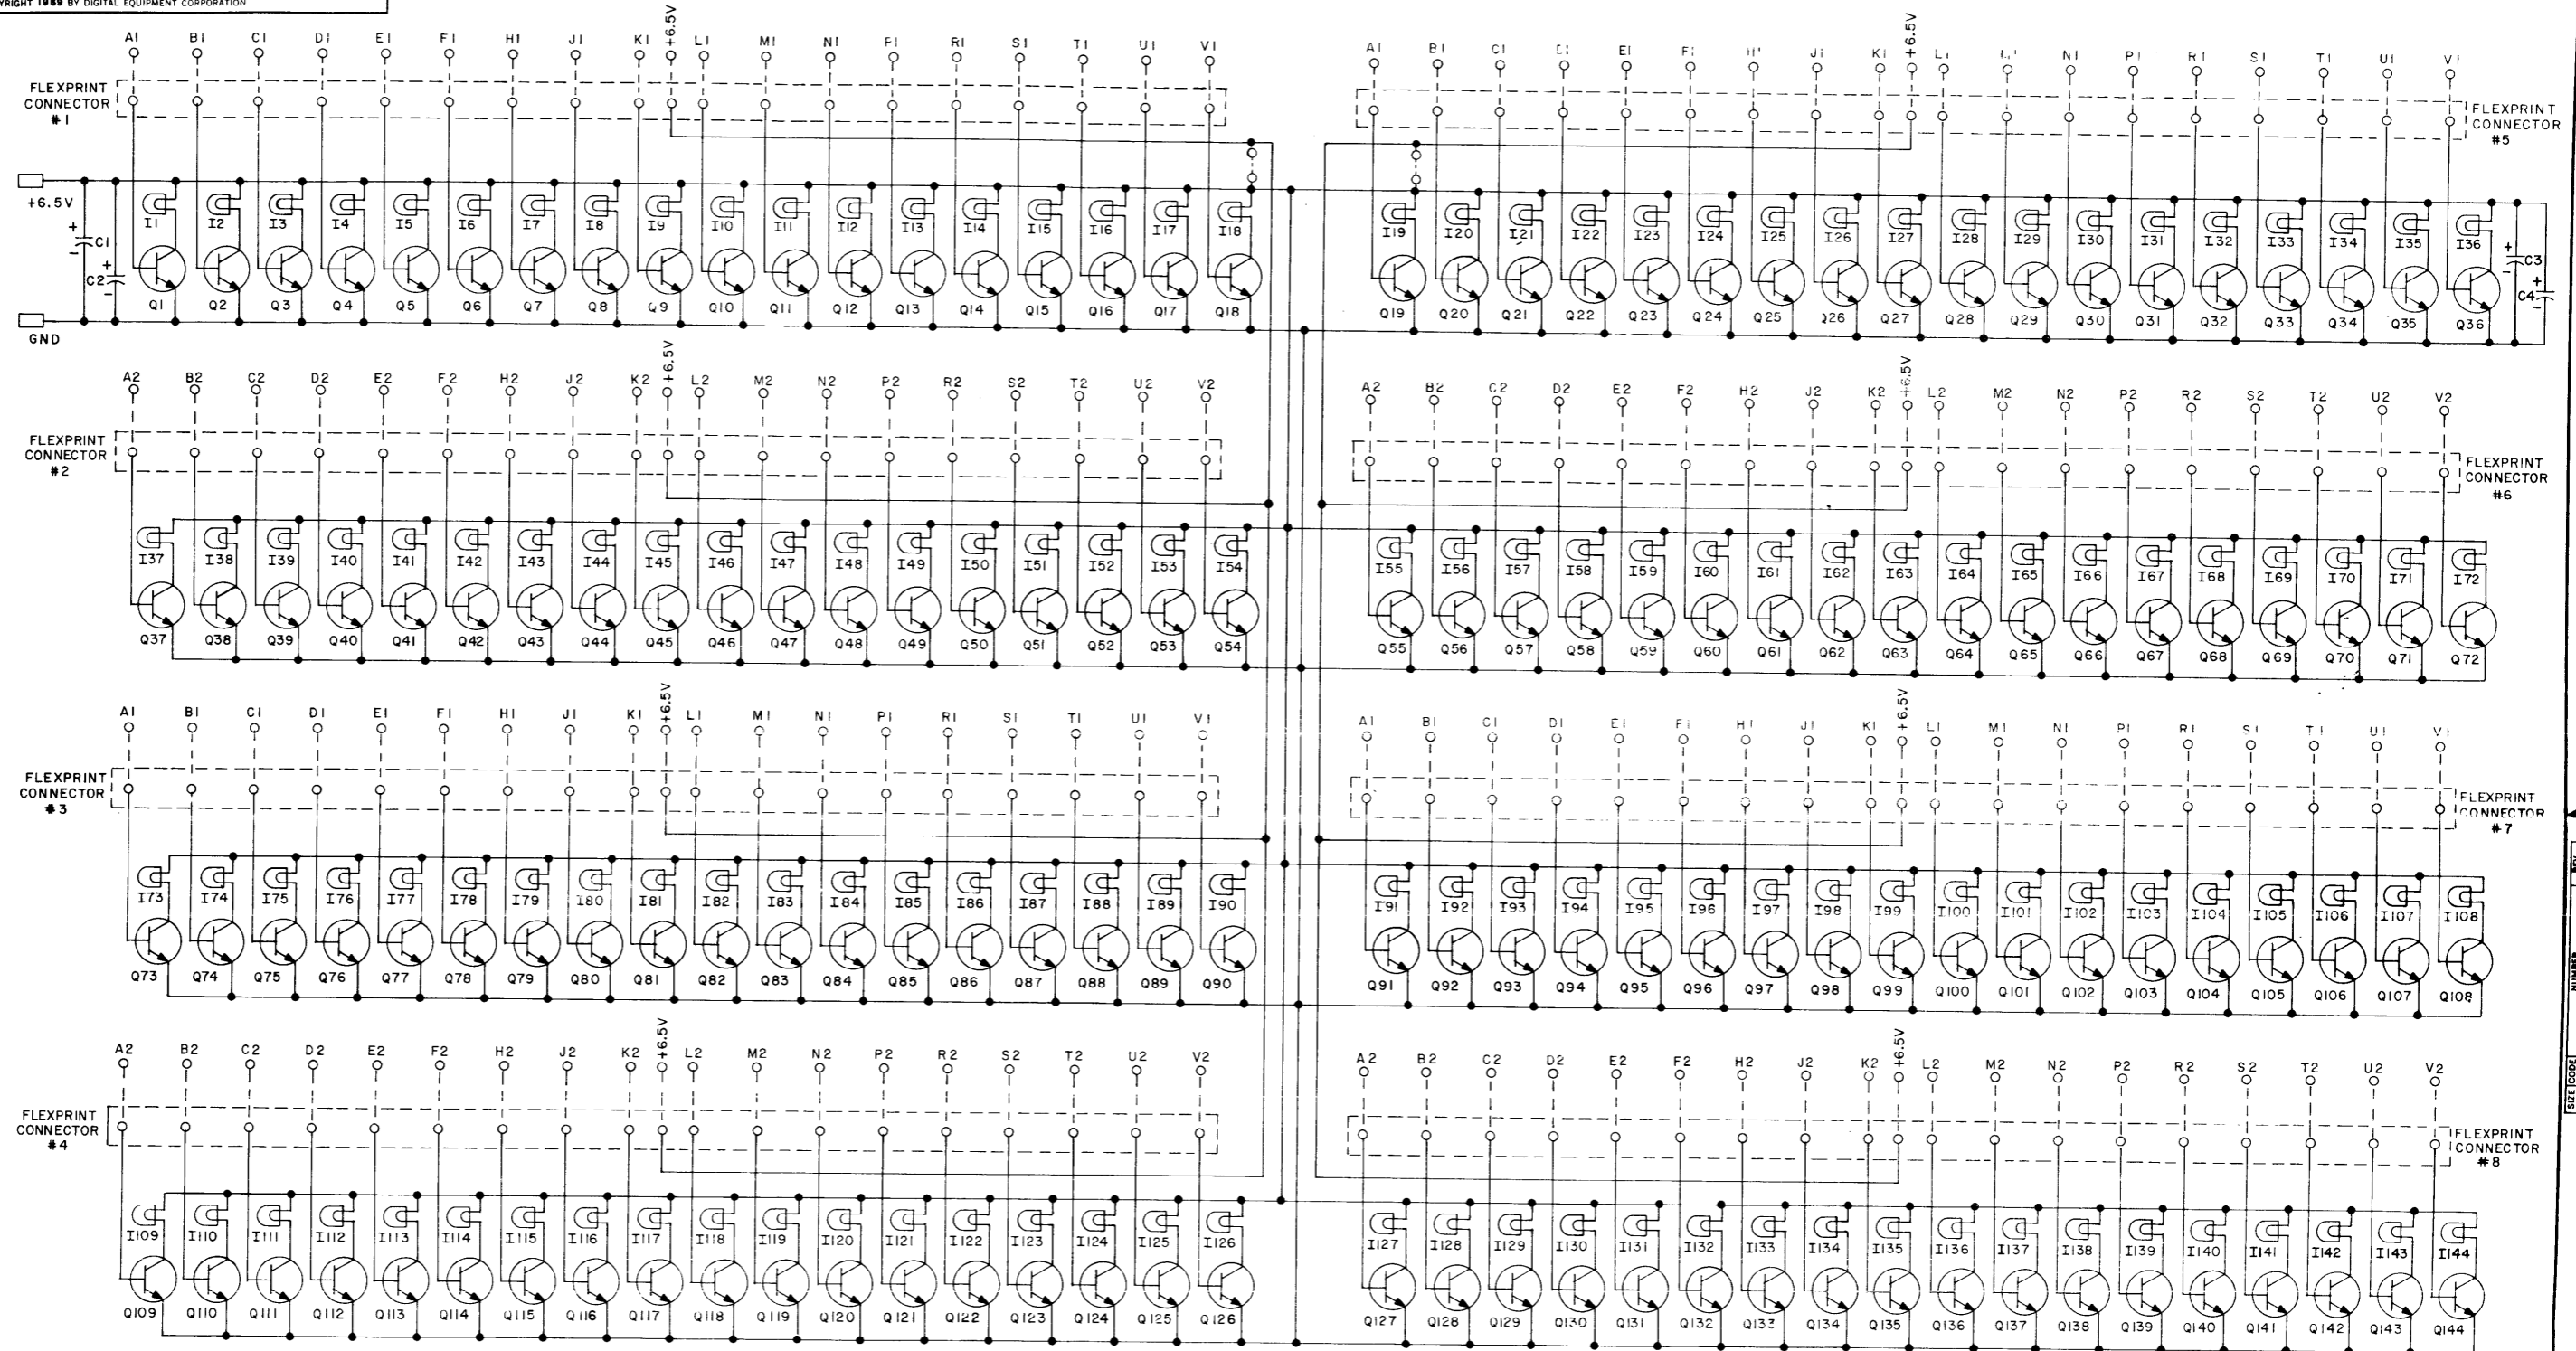 COPYRIGHT 1969 BY DIGITAL EQUIPMENT CORPORATION
A1 B1 C1 D1 E1 F1 H1 J1 K1 +6.5V L1 M1 N1 P1 R1 S1 T1 U1 V1
FLEXPRINT
CONNECTOR
#1
+6.5V
C1
C2
I1 I2 I3 I4 I5 I6 I7 I8 I9 I10 I11 I12 I13 I14 I15 I16 I17 I18
Q1 Q2 Q3 Q4 Q5 Q6 Q7 Q8 Q9 Q10 Q11 Q12 Q13 Q14 Q15 Q16 Q17 Q18
GND
A1 B1 C1 E1 F1 H1 J1 K1 +6.5V L1 N1 P1 R1 S1 T1 U1 V1
FLEXPRINT
CONNECTOR
#5
I19 I20 I21 I22 I23 I24 I25 I26 I27 I28 I29 I30 I31 I32 I33 I34 I35 I36
C3
C4
Q19 Q20 Q21 Q22 Q23 Q24 Q25 Q26 Q27 Q28 Q29 Q30 Q31 Q32 Q33 Q34 Q35 Q36
A2 B2 C2 D2 E2 F2 H2 J2 K2 +6.5V L2 M2 N2 P2 R2 S2 T2 U2 V2
FLEXPRINT
CONNECTOR
#2
I37 I38 I39 I40 I41 I42 I43 I44 I45 I46 I47 I48 I49 I50 I51 I52 I53 I54
Q37 Q38 Q39 Q40 Q41 Q42 Q43 Q44 Q45 Q46 Q47 Q48 Q49 Q50 Q51 Q52 Q53 Q54
A2 B2 C2 D2 E2 F2 H2 J2 K2 +6.5V L2 M2 N2 P2 R2 S2 T2 U2 V2
FLEXPRINT
CONNECTOR
#6
I55 I56 I57 I58 I59 I60 I61 I62 I63 I64 I65 I66 I67 I68 I69 I70 I71 I72
Q55 Q56 Q57 Q58 Q59 Q60 Q61 Q62 Q63 Q64 Q65 Q66 Q67 Q68 Q69 Q70 Q71 Q72
A1 B1 C1 D1 E1 F1 H1 J1 K1 +6.5V L1 M1 N1 P1 R1 S1 T1 U1 V1
FLEXPRINT
CONNECTOR
#3
I73 I74 I75 I76 I77 I78 I79 I80 I81 I82 I83 I84 I85 I86 I87 I88 I89 I90
Q73 Q74 Q75 Q76 Q77 Q78 Q79 Q80 Q81 Q82 Q83 Q84 Q85 Q86 Q87 Q88 Q89 Q90
A1 B1 C1 D1 E1 F1 H1 J1 K1 +6.5V L1 M1 N1 P1 R1 S1 T1 U1 V1
FLEXPRINT
CONNECTOR
#7
I91 I92 I93 I94 I95 I96 I97 I98 I99 I100 I101 I102 I103 I104 I105 I106 I107 I108
Q91 Q92 Q93 Q94 Q95 Q96 Q97 Q98 Q99 Q100 Q101 Q102 Q103 Q104 Q105 Q106 Q107 Q108
A2 B2 C2 D2 E2 F2 H2 J2 K2 +6.5V L2 M2 N2 P2 R2 S2 T2 U2 V2
FLEXPRINT
CONNECTOR
#4
I109 I110 I111 I112 I113 I114 I115 I116 I117 I118 I119 I120 I121 I122 I123 I124 I125 I126
Q109 Q110 Q111 Q112 Q113 Q114 Q115 Q116 Q117 Q118 Q119 Q120 Q121 Q122 Q123 Q124 Q125 Q126
A2 B2 C2 D2 E2 F2 H2 J2 K2 +6.5V L2 M2 N2 P2 R2 S2 T2 U2 V2
FLEXPRINT
CONNECTOR
#8
I127 I128 I129 I130 I131 I132 I133 I134 I135 I136 I137 I138 I139 I140 I141 I142 I143 I144
Q127 Q128 Q129 Q130 Q131 Q132 Q133 Q134 Q135 Q136 Q137 Q138 Q139 Q140 Q141 Q142 Q143 Q144
NUMBER
SIZE CODE